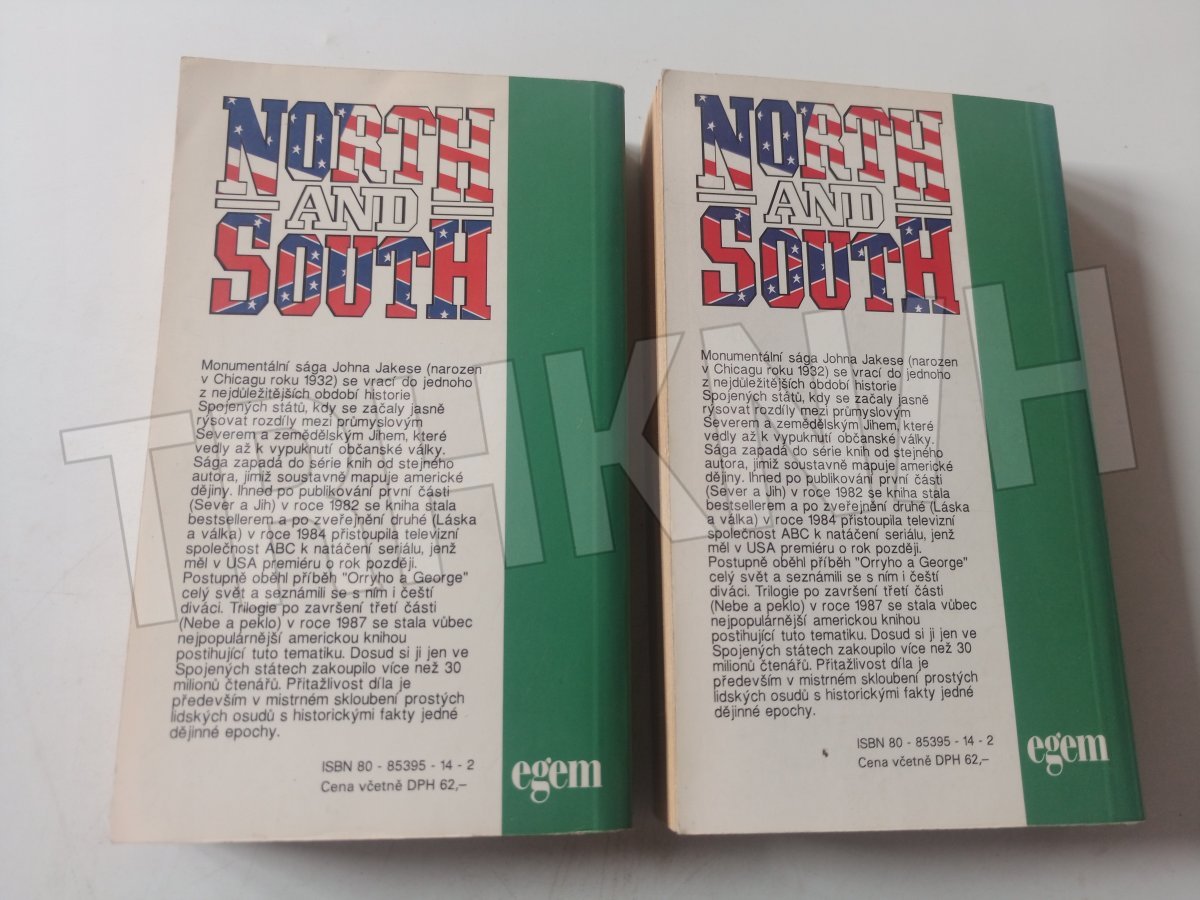 NORTH
AND
SOUTH
Monumentální sága Johna Jakese (narozen
v Chicagu roku 1932) se vrací do jednoho
z nejdůležitějších období historie
Spojených států, kdy se začaly jasně
rýsovat rozdíly mezi průmyslovým
Severem a zemědělským Jihem, které
vedly až k vypuknutí občanské války.
Sága zapadá do série knih od stejného
autora, jimiž soustavně mapuje americké
dějiny. Ihned po publikování první části
(Sever a Jih) v roce 1982 se kniha stala
bestsellerem a po zveřejnění druhé (Láska
a válka) v roce 1984 přistoupila televizní
společnost ABC k natáčení seriálu, jenž
měl v USA premiéru o rok později.
Postupně oběhl příběh "Orryho a George"
celý svět a seznámili se s ním i čeští
diváci. Trilogie po završení třetí části
(Nebe a peklo) v roce 1987 se stala vůbec
nejpopulárnější americkou knihou
postihující tuto tematiku. Dosud si ji jen ve
Spojených státech zakoupilo více než 30
milionů čtenářů. Přitažlivost díla je
především v mistrném skloubení prostých
lidských osudů s historickými fakty jedné
dějinné epochy.
ISBN 80 - 85395 - 14 - 2
Cena včetně DPH 62,–
egem
NORTH
AND
SOUTH
Monumentální sága Johna Jakese (narozen
v Chicagu roku 1932) se vrací do jednoho
z nejdůležitějších období historie
Spojených států, kdy se začaly jasně
rýsovat rozdíly mezi průmyslovým
Severem a zemědělským Jihem, které
vedly až k vypuknutí občanské války.
Sága zapadá do série knih od stejného
autora, jimiž soustavně mapuje americké
dějiny. Ihned po publikování první části
(Sever a Jih) v roce 1982 se kniha stala
bestsellerem a po zveřejnění druhé (Láska
a válka) v roce 1984 přistoupila televizní
společnost ABC k natáčení seriálu, jenž
měl v USA premiéru o rok později.
Postupně oběhl příběh "Orryho a George"
celý svět a seznámili se s ním i čeští
diváci. Trilogie po završení třetí části
(Nebe a peklo) v roce 1987 se stala vůbec
nejpopulárnější americkou knihou
postihující tuto tematiku. Dosud si ji jen ve
Spojených státech zakoupilo více než 30
milionů čtenářů. Přitažlivost díla je
především v mistrném skloubení prostých
lidských osudů s historickými fakty jedné
dějinné epochy.
ISBN 80 - 85395 - 14 - 2
Cena včetně DPH 62,–
egem
TRHKNIH